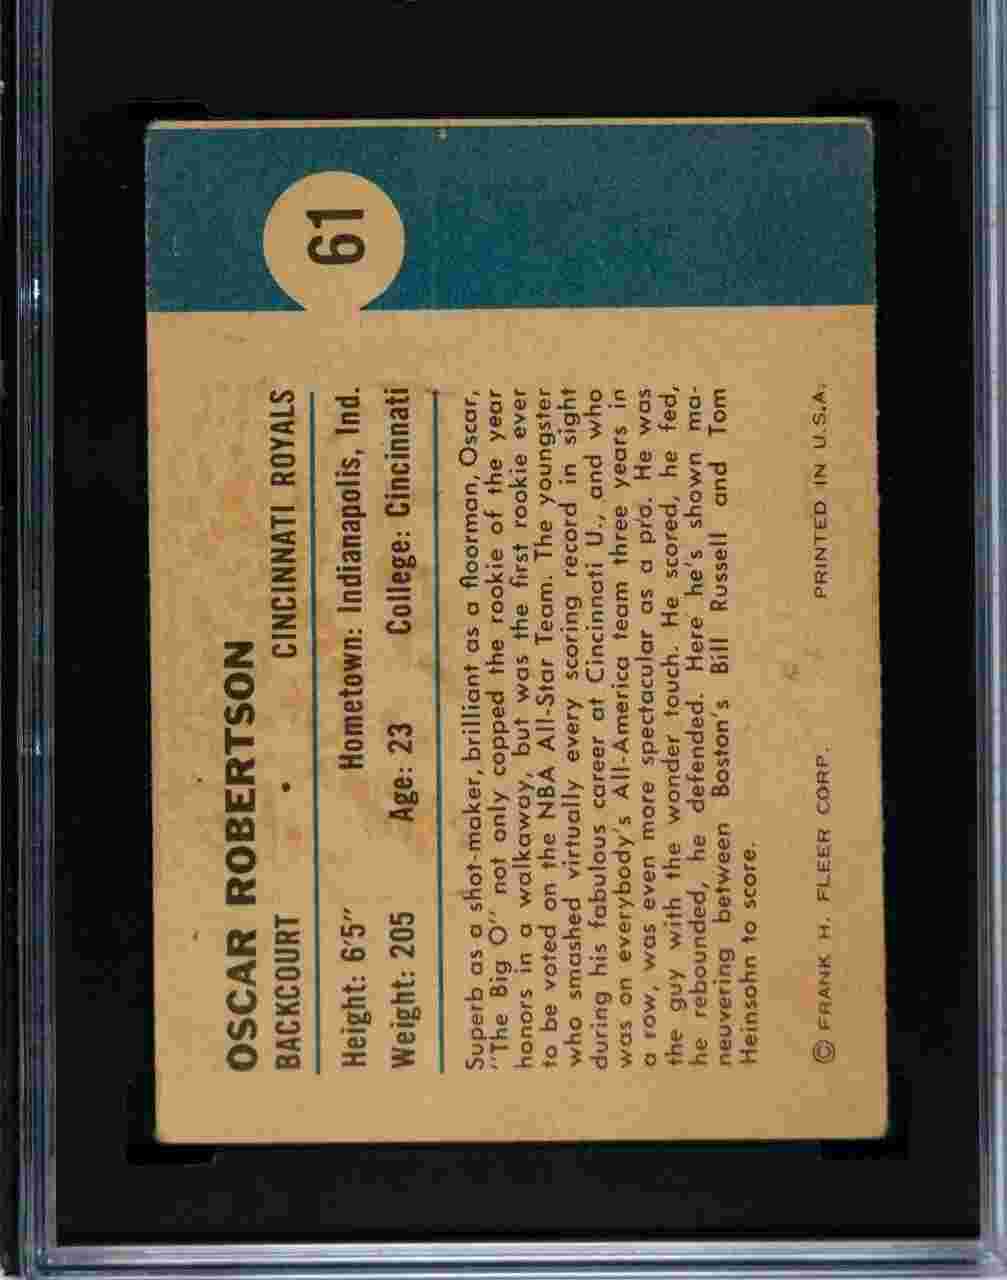 OSCAR ROBERTSON
BACKCOURT • CINCINNATI ROYALS
61
Height: 6'5" Hometown: Indianapolis, Ind.
Weight: 205 Age: 23 College: Cincinnati
Superb as a shot-maker, brilliant as a floorman, Oscar,
"The Big O" not only copped the rookie of the year
honors in a walkaway, but was the first rookie ever
to be voted on the NBA All-Star Team. The youngster
who smashed virtually every scoring record in sight
during his fabulous career at Cincinnati U., and who
was on everybody's All-America team three years in
a row, was even more spectacular as a pro. He was
the guy with the wonder touch. He scored, he fed,
he rebounded, he defended. Here he's shown ma-
neuvering between Boston's Bill Russell and Tom
Heinsohn to score.
©FRANK H. FLEER CORP. PRINTED IN U.S.A.